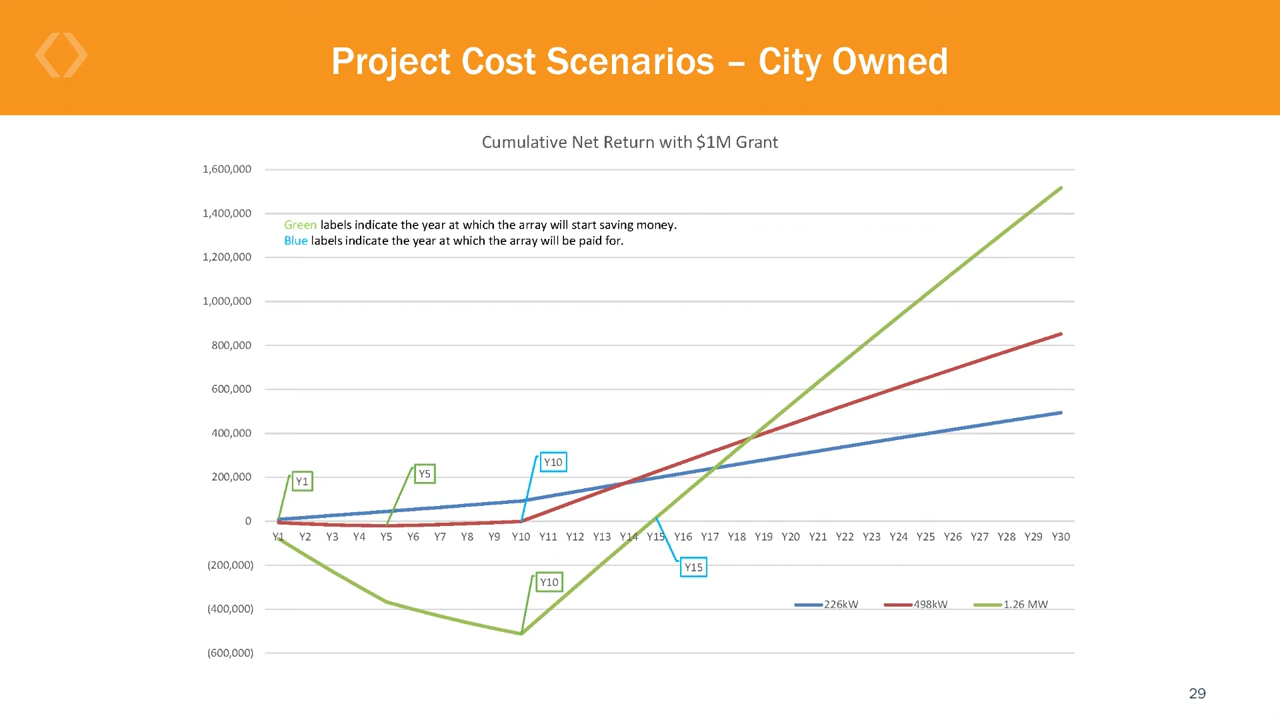 Project Cost Scenarios – City Owned
Cumulative Net Return with $1M Grant
1,600,000
1,400,000
Green labels indicate the year at which the array will start saving money.
Blue labels indicate the year at which the array will be paid for.
1,200,000
1,000,000
800,000
600,000
400,000
Y10
Y5
200,000
Y1
0
Y1 Y2 Y3 Y4 Y5 Y6 Y7 Y8 Y9 Y10 Y11 Y12 Y13 Y14 Y15 Y16 Y17 Y18 Y19 Y20 Y21 Y22 Y23 Y24 Y25 Y26 Y27 Y28 Y29 Y30
(200,000)
Y15
Y10
(400,000)
226kW 498kW 1.26 MW
(600,000)
29